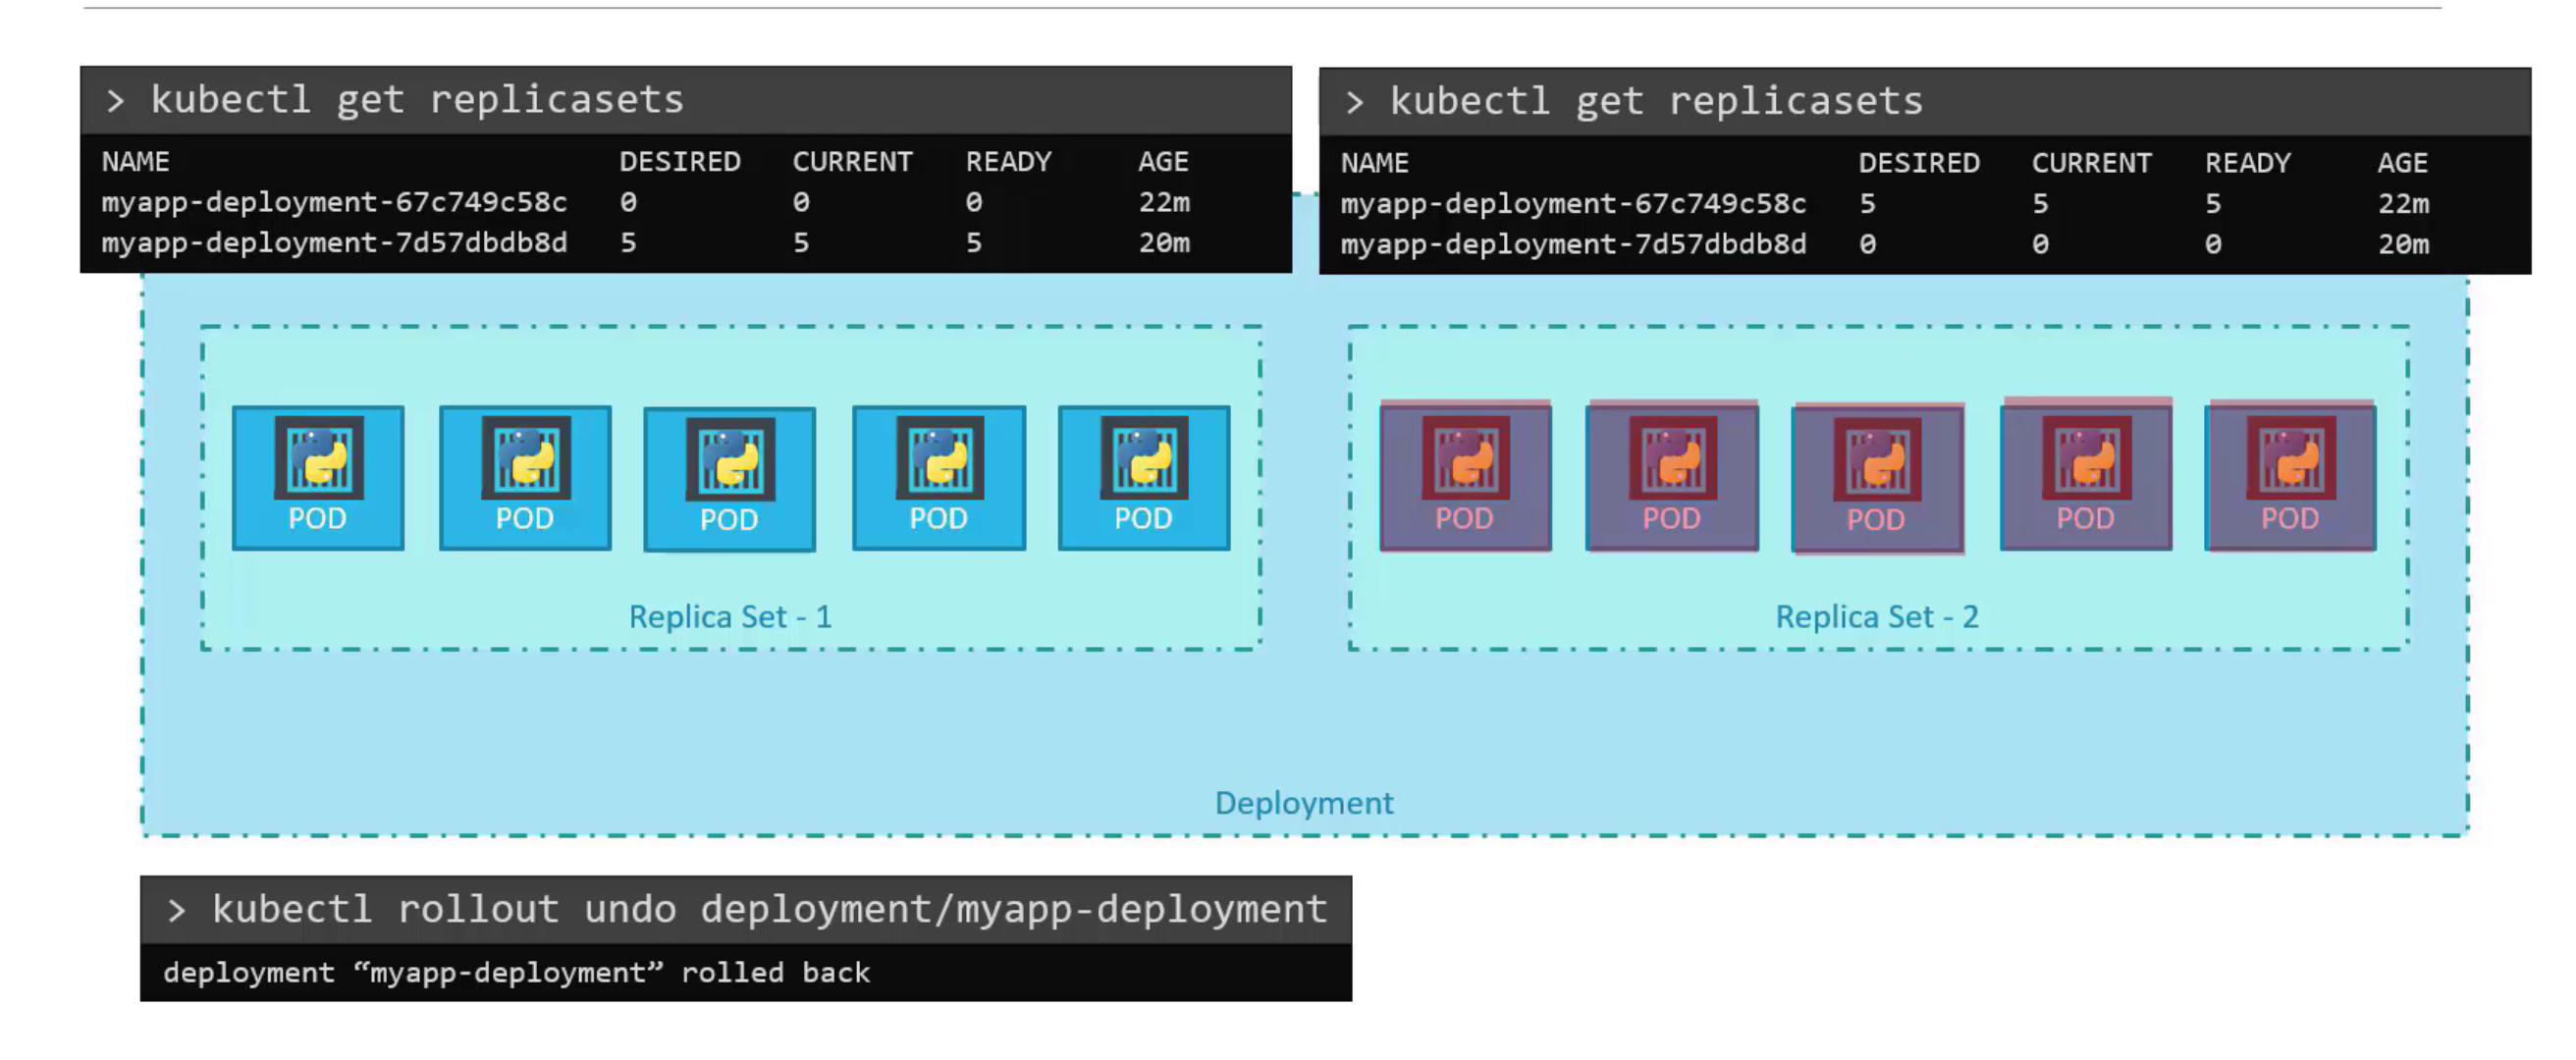 > kubectl get replicasets
NAME DESIRED CURRENT READY AGE
myapp-deployment-67c749c58c 0 0 0 22m
myapp-deployment-7d57dbdb8d 5 5 5 20m
> kubectl get replicasets
NAME DESIRED CURRENT READY AGE
myapp-deployment-67c749c58c 5 5 5 22m
myapp-deployment-7d57dbdb8d 0 0 0 20m
POD POD POD POD POD
Replica Set - 1
POD POD POD POD POD
Replica Set - 2
Deployment
> kubectl rollout undo deployment/myapp-deployment
deployment “myapp-deployment” rolled back